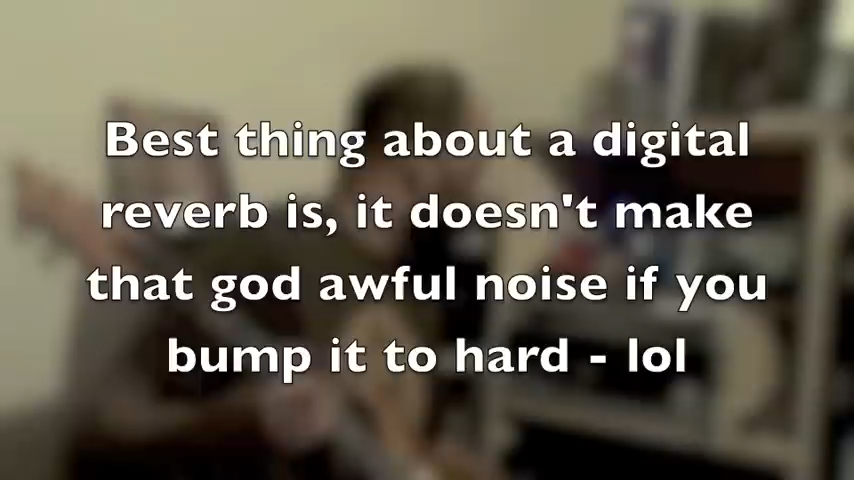 Best thing about a digital
reverb is, it doesn't make
that god awful noise if you
bump it to hard - lol